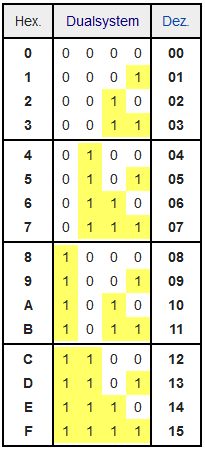 Hex. Dualsystem Dez.
0 0 0 0 0 00
1 0 0 0 1 01
2 0 0 1 0 02
3 0 0 1 1 03
4 0 1 0 0 04
5 0 1 0 1 05
6 0 1 1 0 06
7 0 1 1 1 07
8 1 0 0 0 08
9 1 0 0 1 09
A 1 0 1 0 10
B 1 0 1 1 11
C 1 1 0 0 12
D 1 1 0 1 13
E 1 1 1 0 14
F 1 1 1 1 15